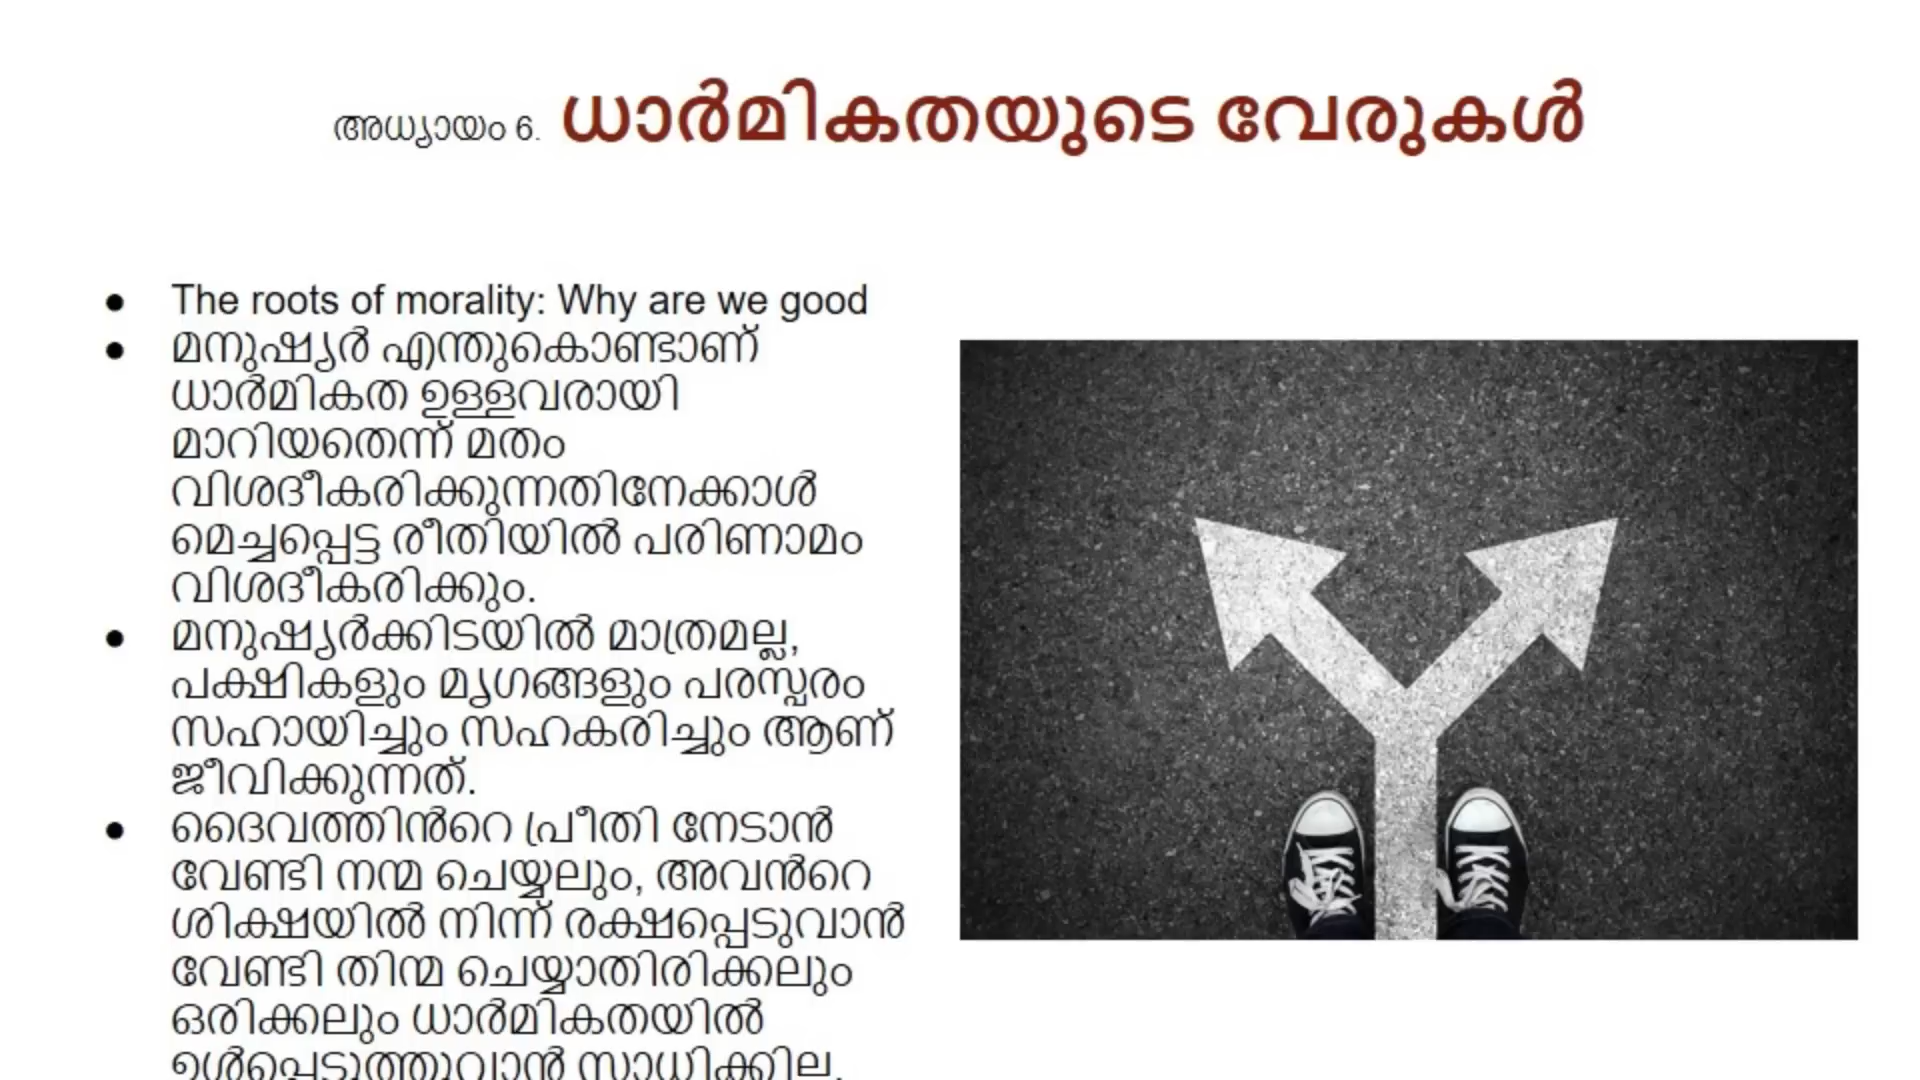 അധ്യായം 6. ധാർമികതയുടെ വേരുകൾ
● The roots of morality: Why are we good
● മനുഷ്യർ എന്തുകൊണ്ടാണ്
ധാർമികത ഉള്ളവരായി
മാറിയതെന്ന് മതം
വിശദീകരിക്കുന്നതിനേക്കാൾ
മെച്ചപ്പെട്ട രീതിയിൽ പരിണാമം
വിശദീകരിക്കും.
● മനുഷ്യർക്കിടയിൽ മാത്രമല്ല,
പക്ഷികളും മൃഗങ്ങളും പരസ്പരം
സഹായിച്ചും സഹകരിച്ചും ആണ്
ജീവിക്കുന്നത്.
● ദൈവത്തിൻറെ പ്രീതി നേടാൻ
വേണ്ടി നന്മ ചെയ്യലും, അവൻറെ
ശിക്ഷയിൽ നിന്ന് രക്ഷപ്പെടുവാൻ
വേണ്ടി തിന്മ ചെയ്യാതിരിക്കലും
ഒരിക്കലും ധാർമികതയിൽ
ഉൾപ്പെടുത്തുവാൻ സാധിക്കില്ല.